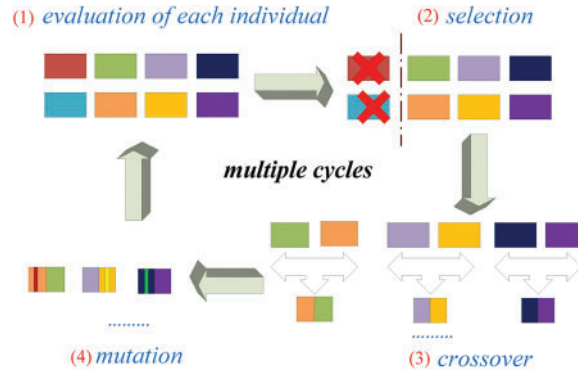 (1) evaluation of each individual
(2) selection
multiple cycles
.........
.........
(4) mutation
(3) crossover